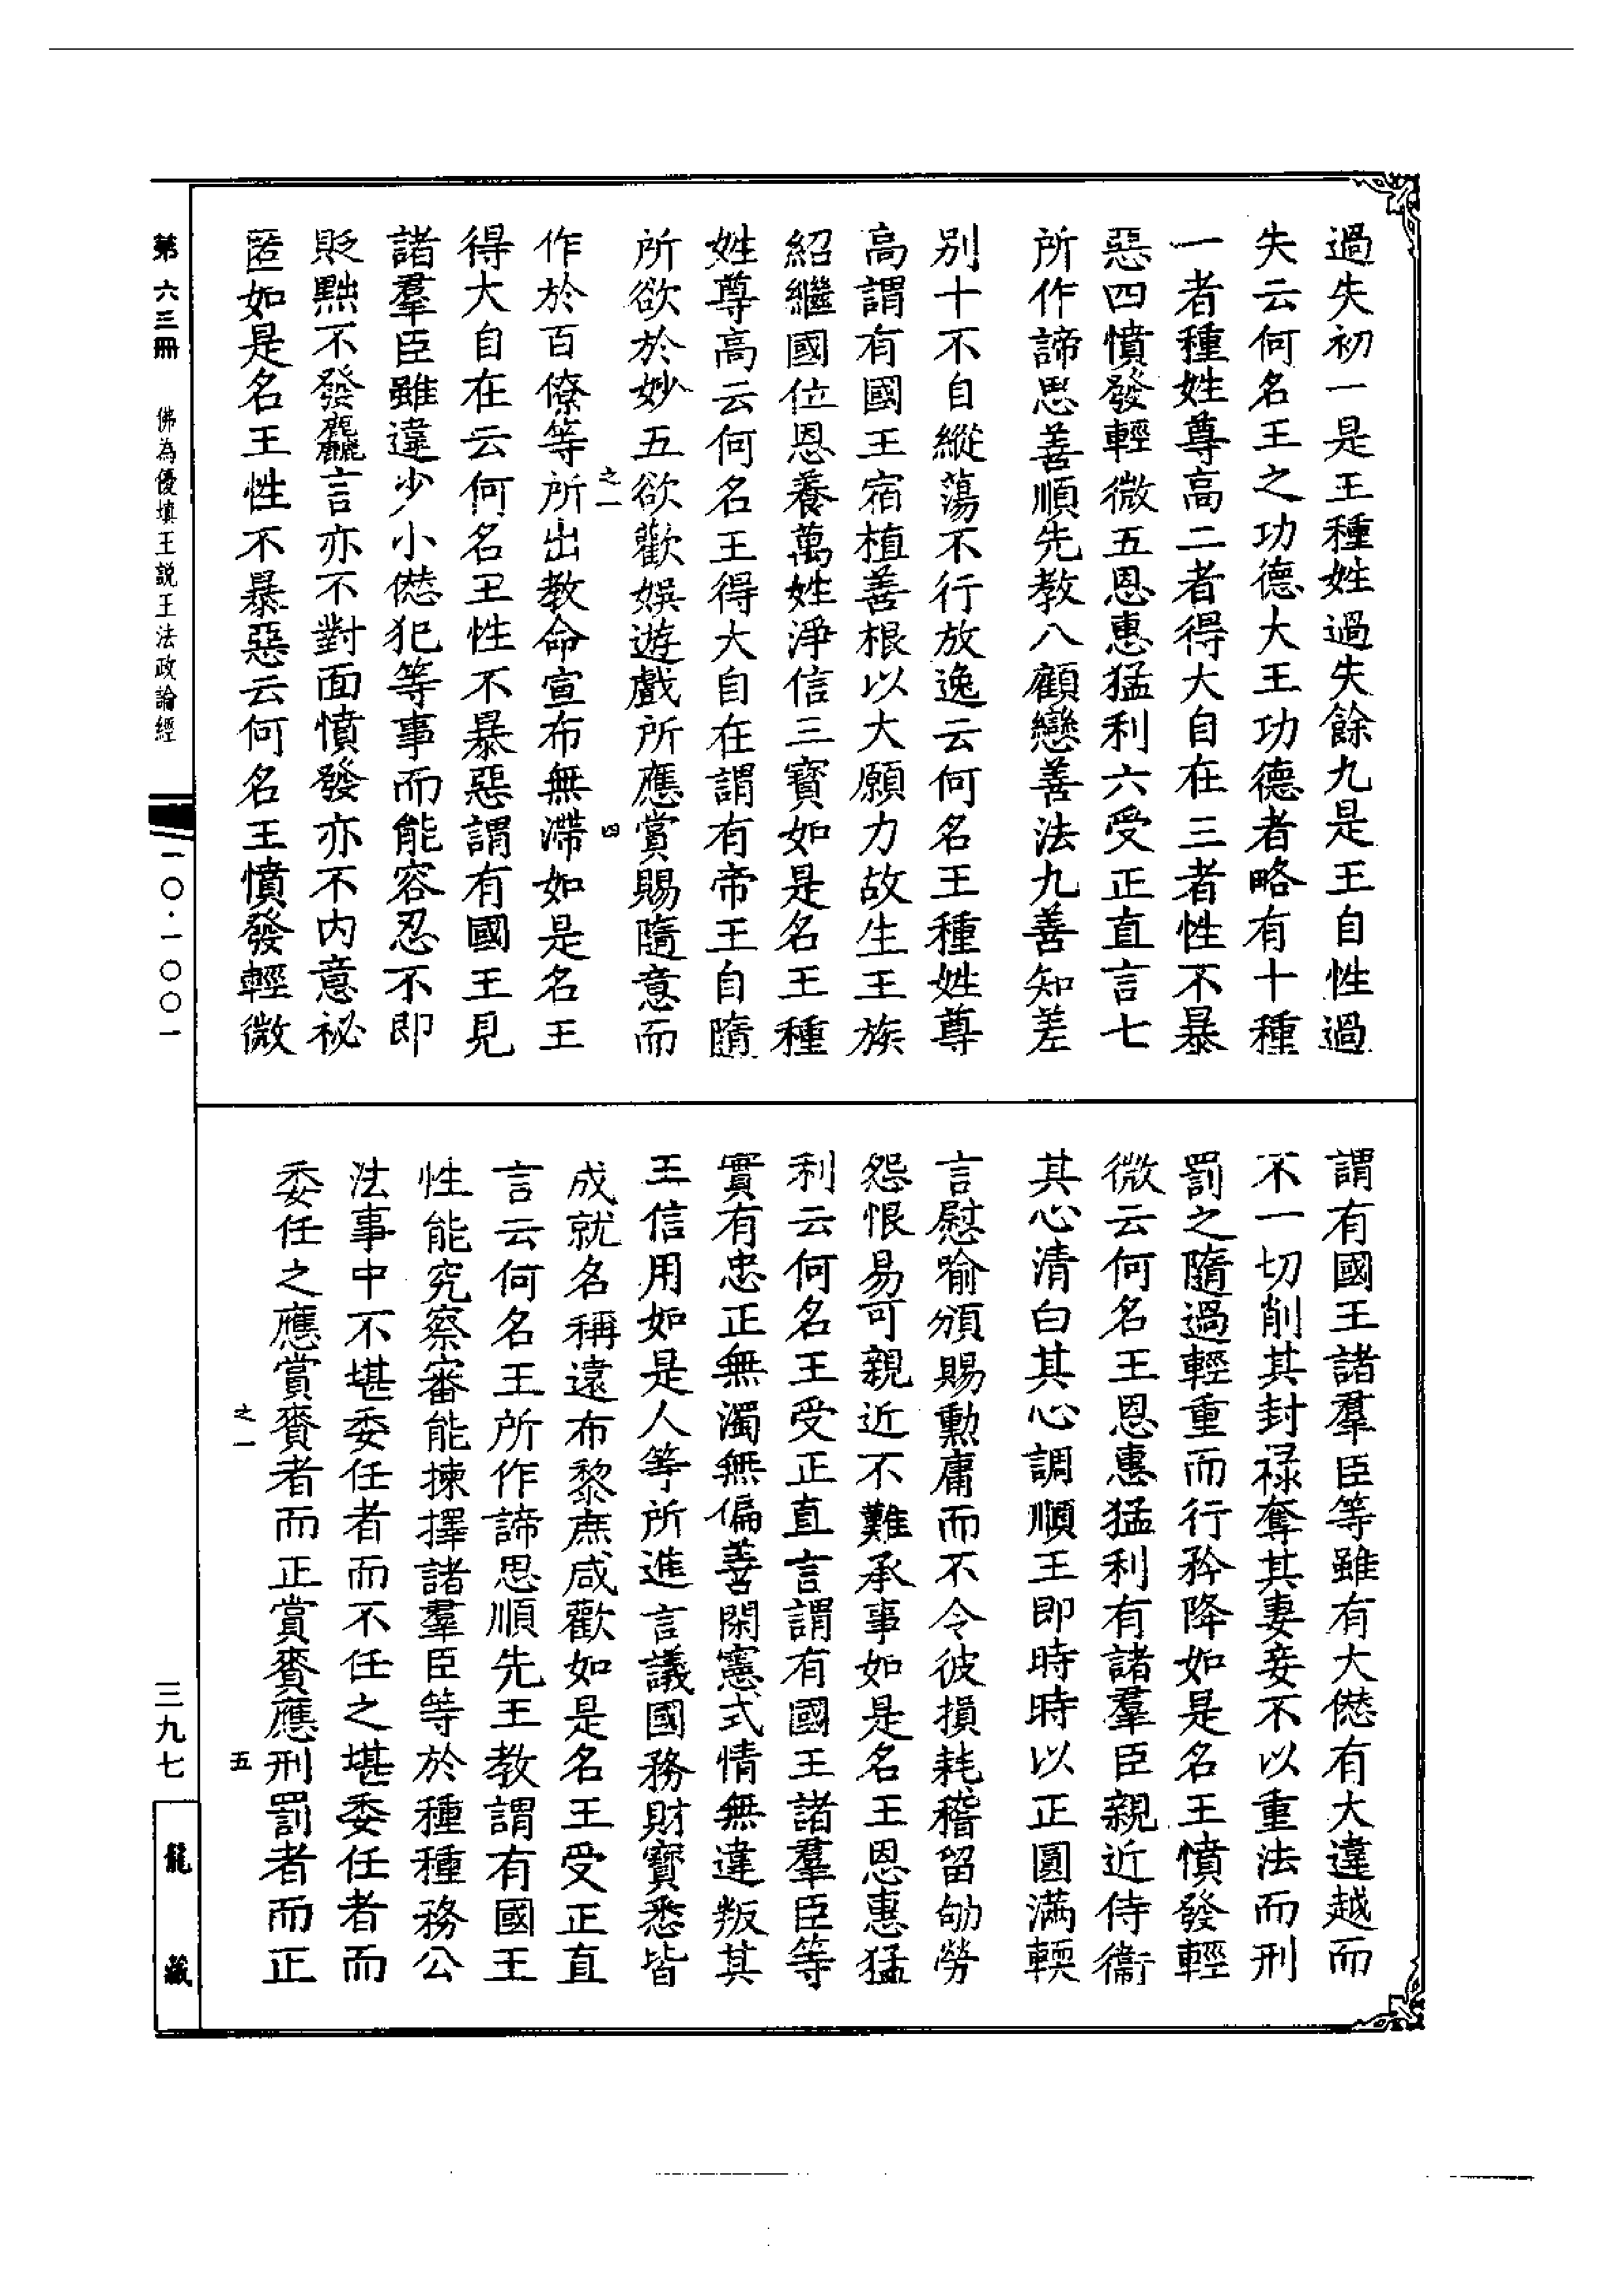 過失初一是王種姓過失餘九是王自性過
失云何名王之功德大王功德者略有十種
一者種姓尊高二者得大自在三者性不暴
惡四憤發輕微五恩惠猛利六受正直言七
所作諦思善順先教八顧戀善法九善知差
別十不自縱蕩不行放逸云何名王種姓尊
高謂有國王宿植善根以大願力故生王族
紹繼國位恩養萬姓淨信三寶如是名王種
姓尊高云何名王得大自在謂有帝王自隨
所欲於妙五欲歡娛遊戲所應賞賜隨意而
之一 四
作於百僚等所出教命宣布無滯如是名王
得大自在云何名王性不暴惡謂有國王見
諸羣臣雖違少小僁犯等事而能容忍不即
貶黜不發麤言亦不對面憤發亦不內意祕
匿如是名王性不暴惡云何名王憤發輕微
謂有國王諸羣臣等雖有大僁有大違越而
不一切削其封祿奪其妻妾不以重法而刑
罰之隨過輕重而行矜降如是名王憤發輕
微云何名王恩惠猛利有諸羣臣親近侍衞
其心清白其心調順王即時時以正圓滿輭
言慰喻頒賜勳庸而不令彼損耗稽留劬勞
怨恨易可親近不難承事如是名王恩惠猛
利云何名王受正直言謂有國王諸羣臣等
實有忠正無濁無偏善閑憲式情無違叛其
王信用如是人等所進言議國務財寶悉皆
成就名稱遠布黎庶咸歡如是名王受正直
言云何名王所作諦思順先王教謂有國王
性能究察審能揀擇諸羣臣等於種種務公
法事中不堪委任者而不任之堪委任者而
委任之應賞賚者而正賞賚應刑罰者而正
之一 五
第六三冊 佛為優填王說王法政論經
一〇·一〇〇一
三九七
龍藏